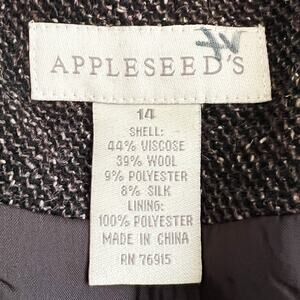 APPLESEED'S
14
SHELL:
44% VISCOSE
39% WOOL
9% POLYESTER
8% SILK
LINING:
100% POLYESTER
MADE IN CHINA
RN 76915